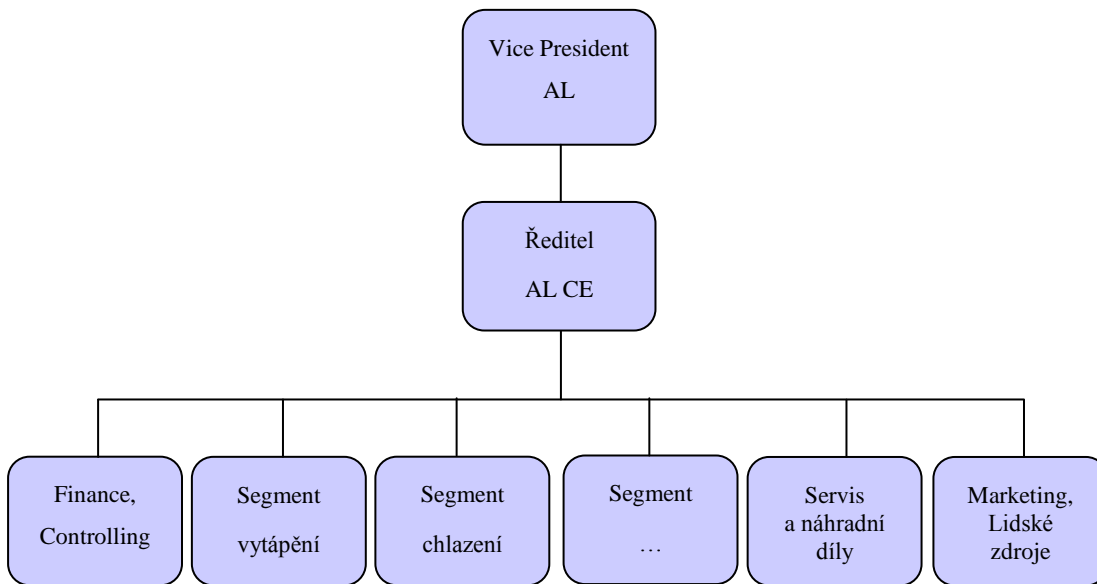 Vice President
AL
Ředitel
AL CE
Finance,
Controlling
Segment
vytápění
Segment
chlazení
Segment
…
Servis
a náhradní
díly
Marketing,
Lidské
zdroje